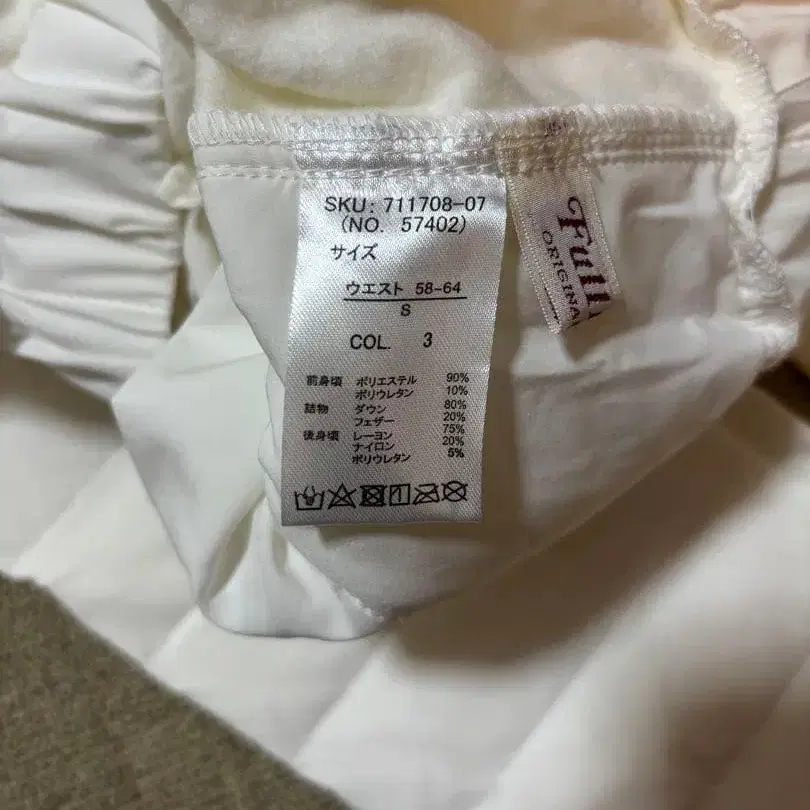 SKU: 711708-07
(NO. 57402)
サイズ
ウエスト 58-64
S
COL. 3
前身頃 ポリエステル 90%
ポリウレタン 10%
詰物 ダウン 80%
フェザー 20%
後身頃 レーヨン 75%
ナイロン 20%
ポリウレタン 5%
ORIGINA